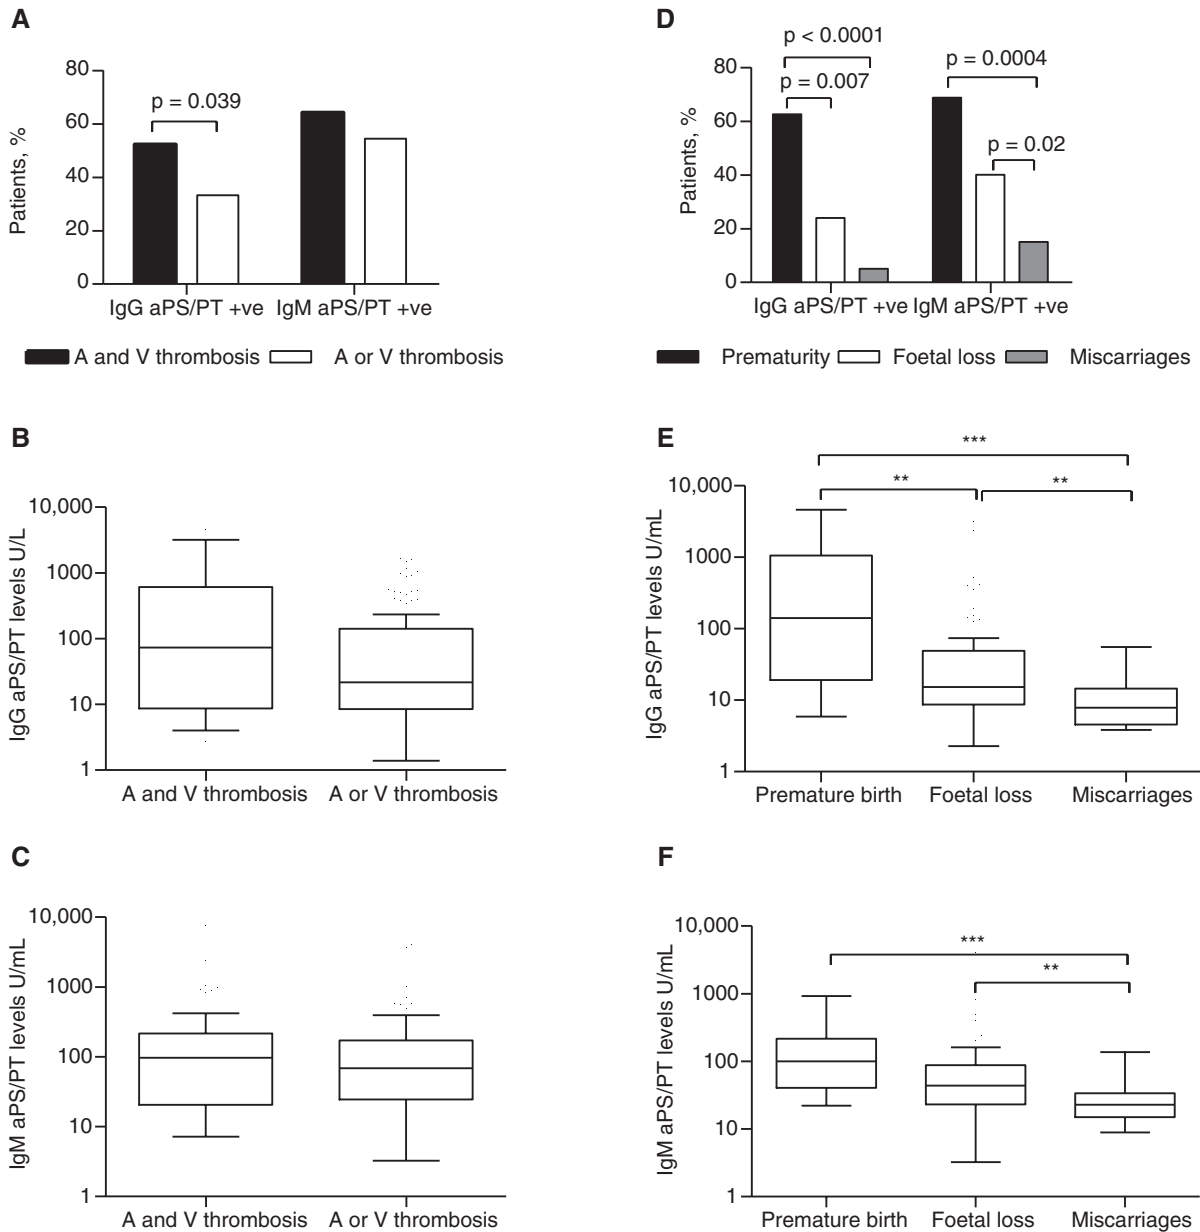 A
p = 0.039
Patients, %
80
60
40
20
0
IgG aPS/PT +ve IgM aPS/PT +ve
A and V thrombosis A or V thrombosis
D
p < 0.0001
p = 0.007
p = 0.0004
p = 0.02
Patients, %
80
60
40
20
0
IgG aPS/PT +ve IgM aPS/PT +ve
Prematurity Foetal loss Miscarriages
B
IgG aPS/PT levels U/L
10,000
1000
100
10
1
A and V thrombosis A or V thrombosis
E
***
** **
IgG aPS/PT levels U/mL
10,000
1000
100
10
1
Premature birth Foetal loss Miscarriages
C
IgM aPS/PT levels U/mL
10,000
1000
100
10
1
A and V thrombosis A or V thrombosis
F
***
**
IgM aPS/PT levels U/mL
10,000
1000
100
10
1
Premature birth Foetal loss Miscarriages